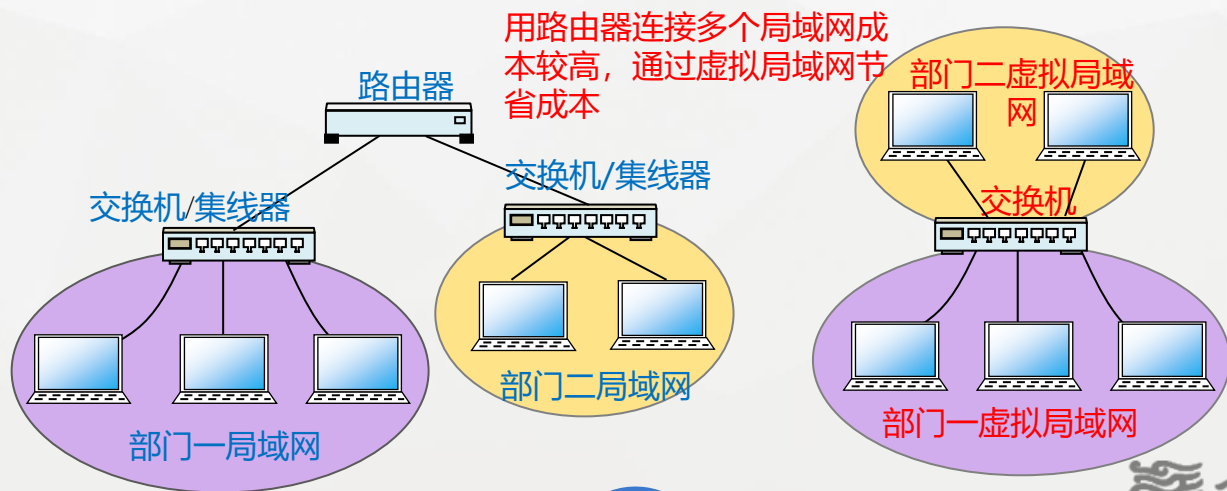 用路由器连接多个局域网成
本较高，通过虚拟局域网节
省成本
路由器
交换机/集线器
交换机/集线器
部门一局域网
部门二局域网
部门二虚拟局域
网
交换机
部门一虚拟局域网